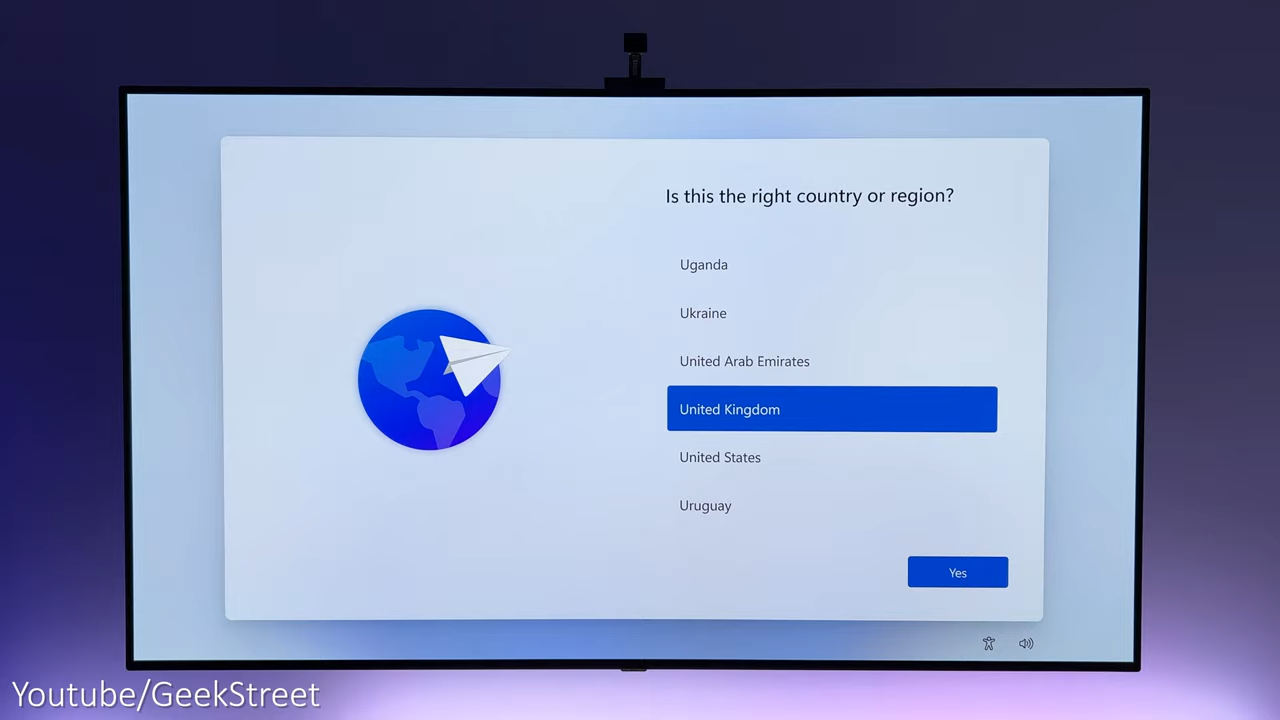 Is this the right country or region?
Uganda
Ukraine
United Arab Emirates
United Kingdom
United States
Uruguay
Yes
Youtube/GeekStreet